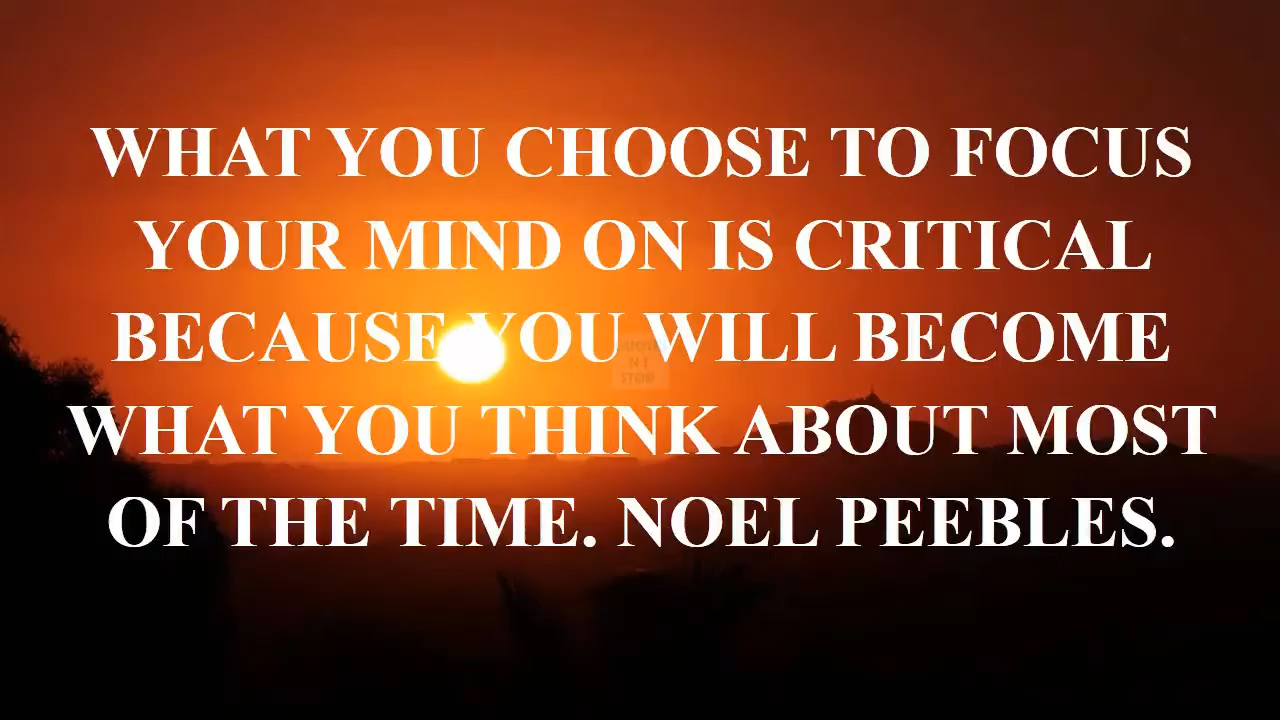 WHAT YOU CHOOSE TO FOCUS
YOUR MIND ON IS CRITICAL
BECAUSE YOU WILL BECOME
WHAT YOU THINK ABOUT MOST
OF THE TIME. NOEL PEEBLES.